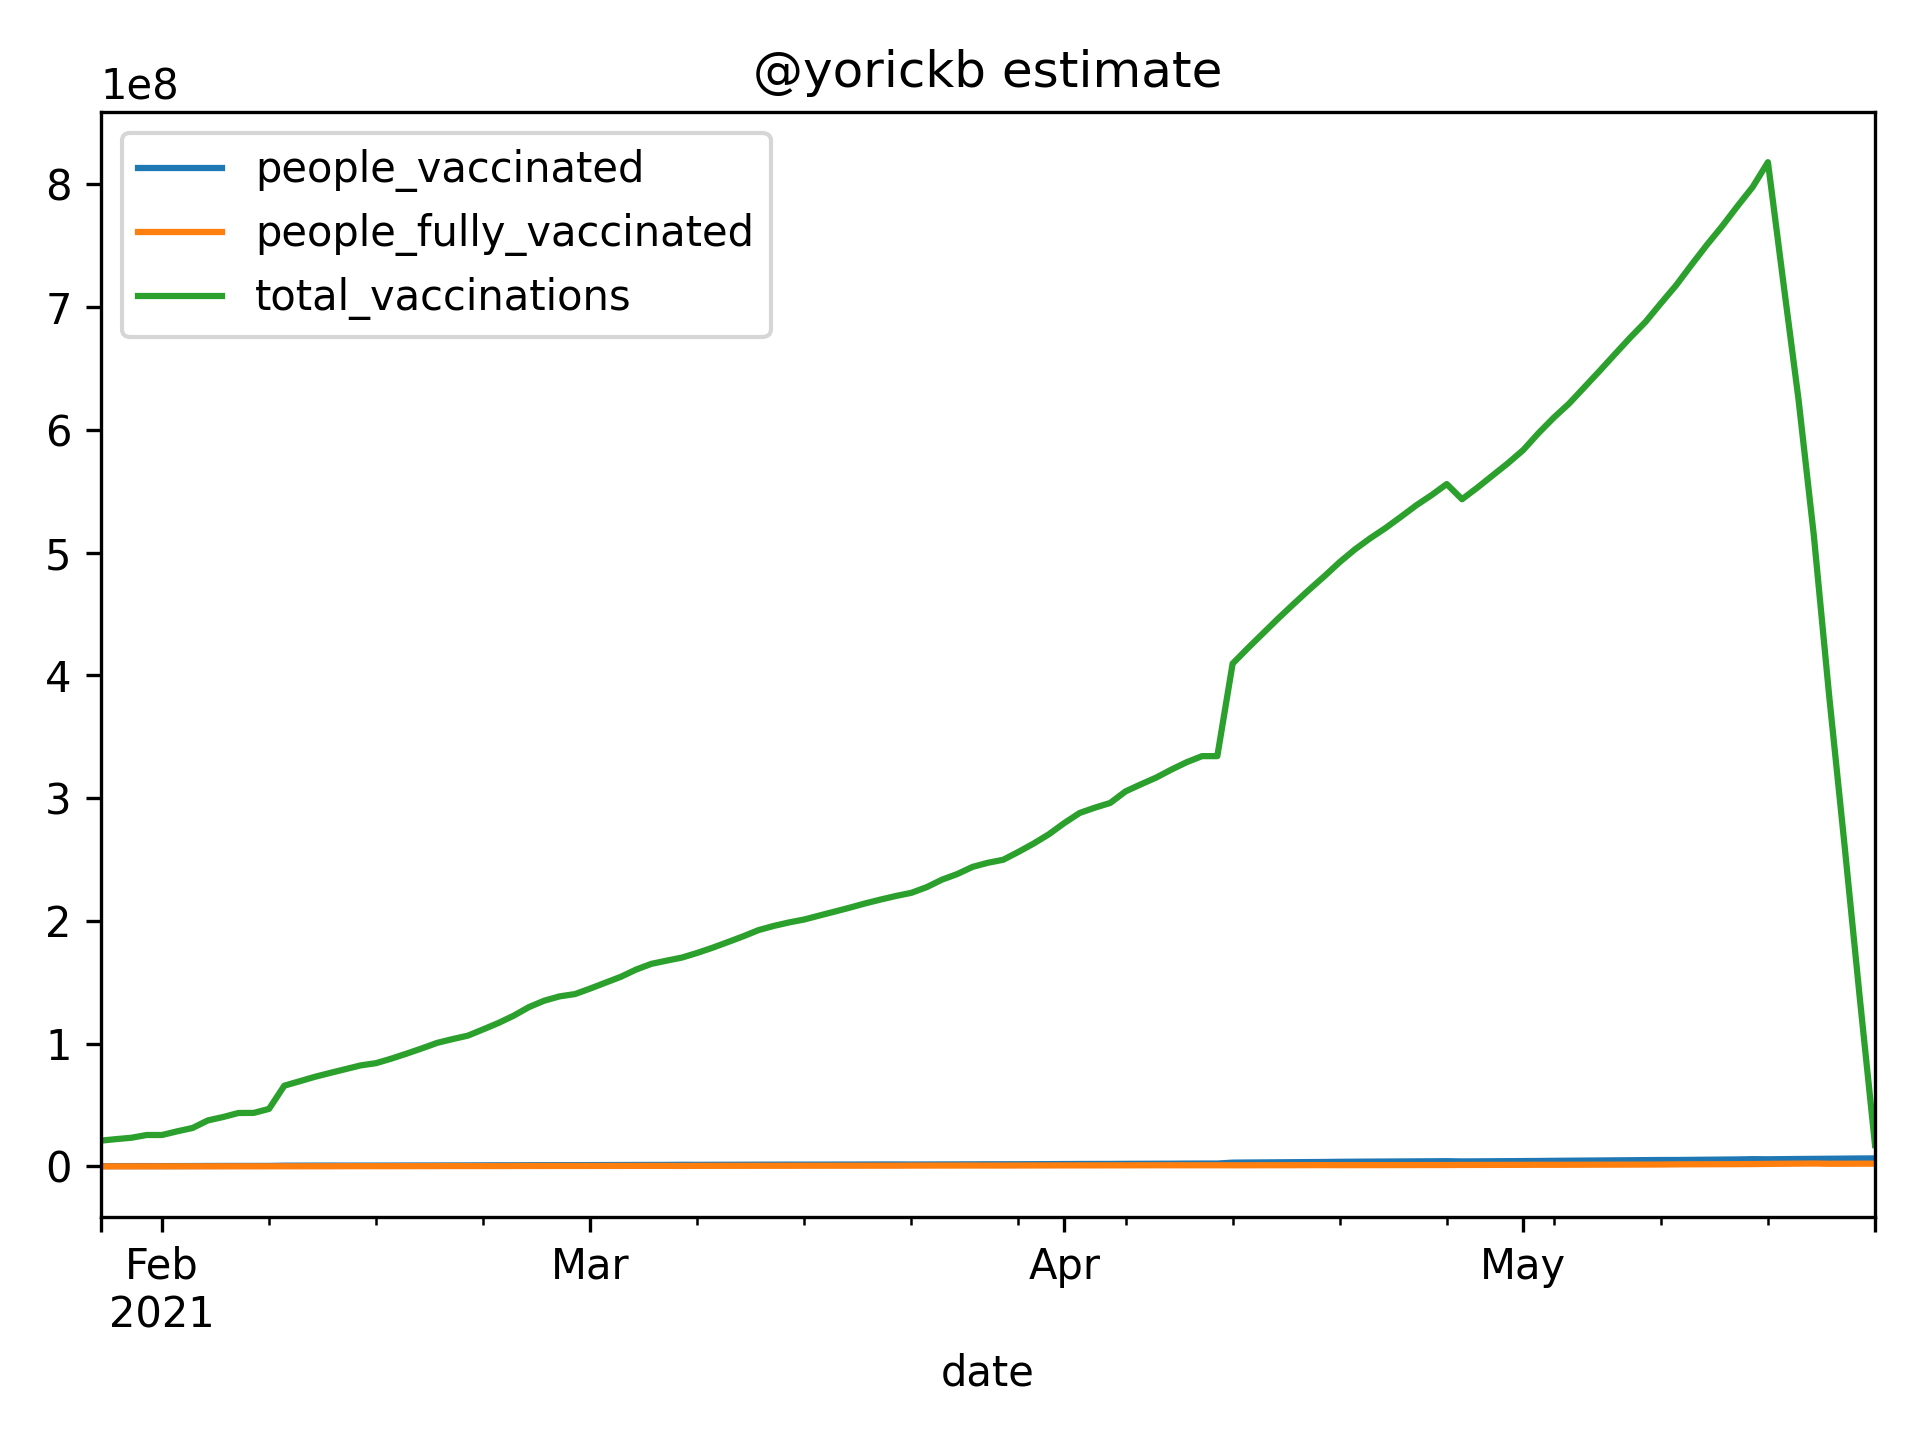 @yorickb estimate
1e8
people_vaccinated
people_fully_vaccinated
total_vaccinations
8
7
6
5
4
3
2
1
0
Feb Mar Apr May
2021
date